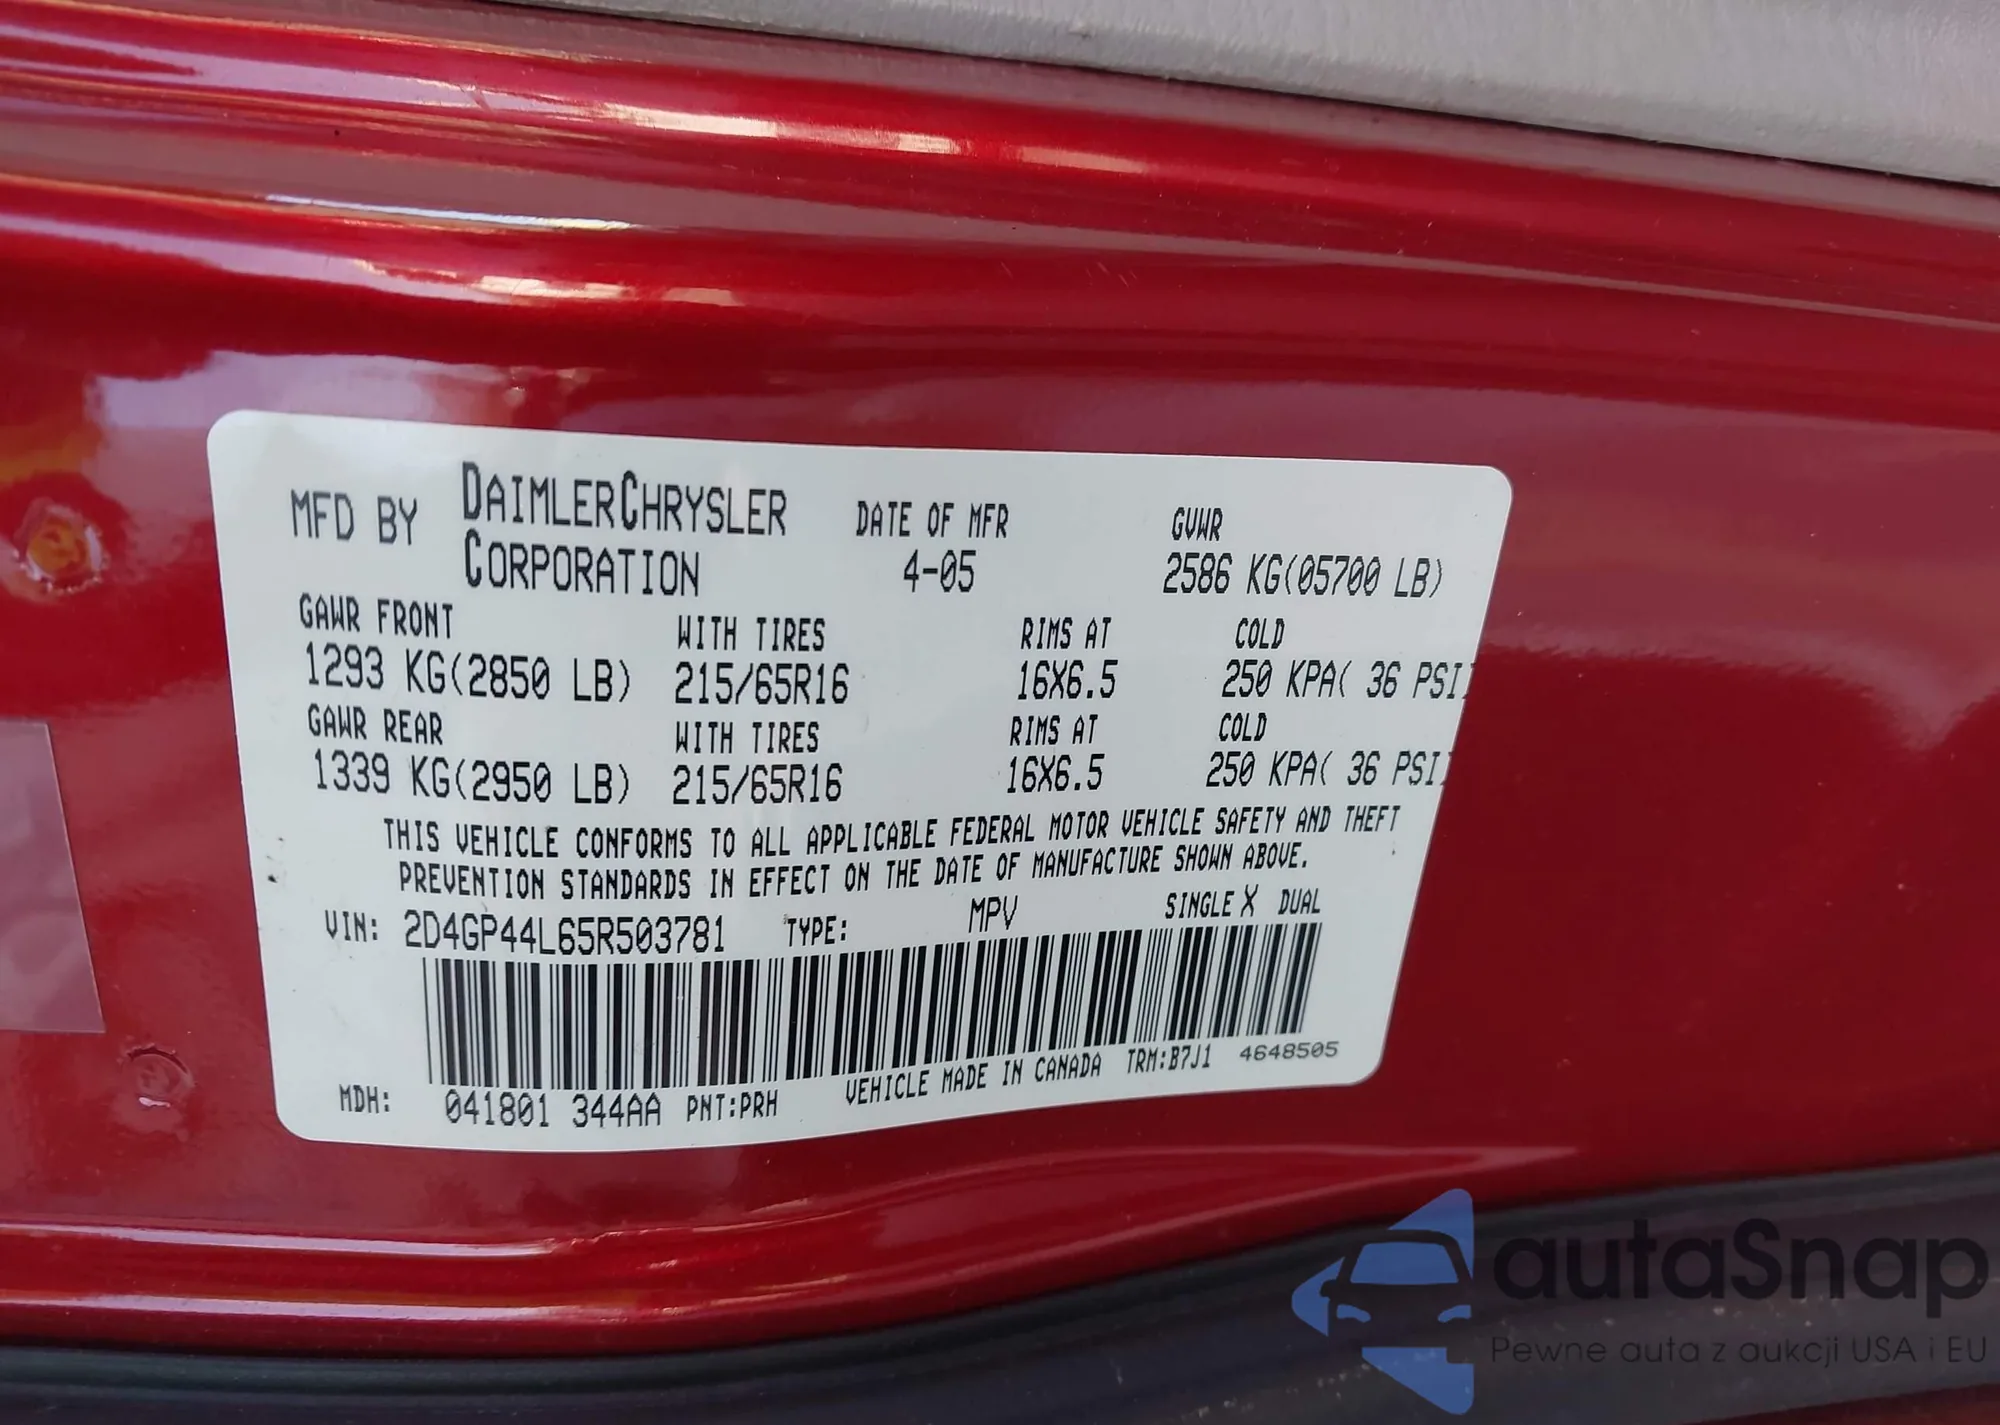 MFD BY DAIMLERCHRYSLER CORPORATION
DATE OF MFR 4-05
GVWR 2586 KG(05700 LB)
GAWR FRONT WITH TIRES RIMS AT COLD
1293 KG(2850 LB) 215/65R16 16X6.5 250 KPA( 36 PSI)
GAWR REAR WITH TIRES RIMS AT COLD
1339 KG(2950 LB) 215/65R16 16X6.5 250 KPA( 36 PSI)
THIS VEHICLE CONFORMS TO ALL APPLICABLE FEDERAL MOTOR VEHICLE SAFETY AND THEFT
PREVENTION STANDARDS IN EFFECT ON THE DATE OF MANUFACTURE SHOWN ABOVE.
VIN: 2D4GP44L65R503781 TYPE: MPV SINGLE X DUAL
MDH: 041801 344AA PNT:PRH VEHICLE MADE IN CANADA TRM:B7J1 4648505
autaSnap
Pewne auta z aukcji USA i EU